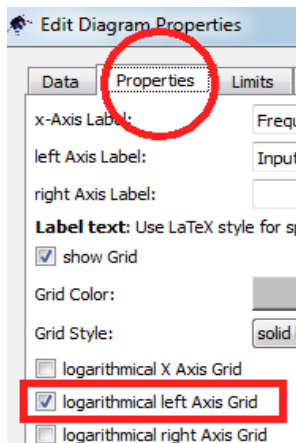 Edit Diagram Properties
Data Properties Limits
x-Axis Label: Frequ
left Axis Label: Input
right Axis Label:
Label text: Use LaTeX style for sp
show Grid
Grid Color:
Grid Style: solid
logarithmical X Axis Grid
logarithmical left Axis Grid
logarithmical right Axis Grid